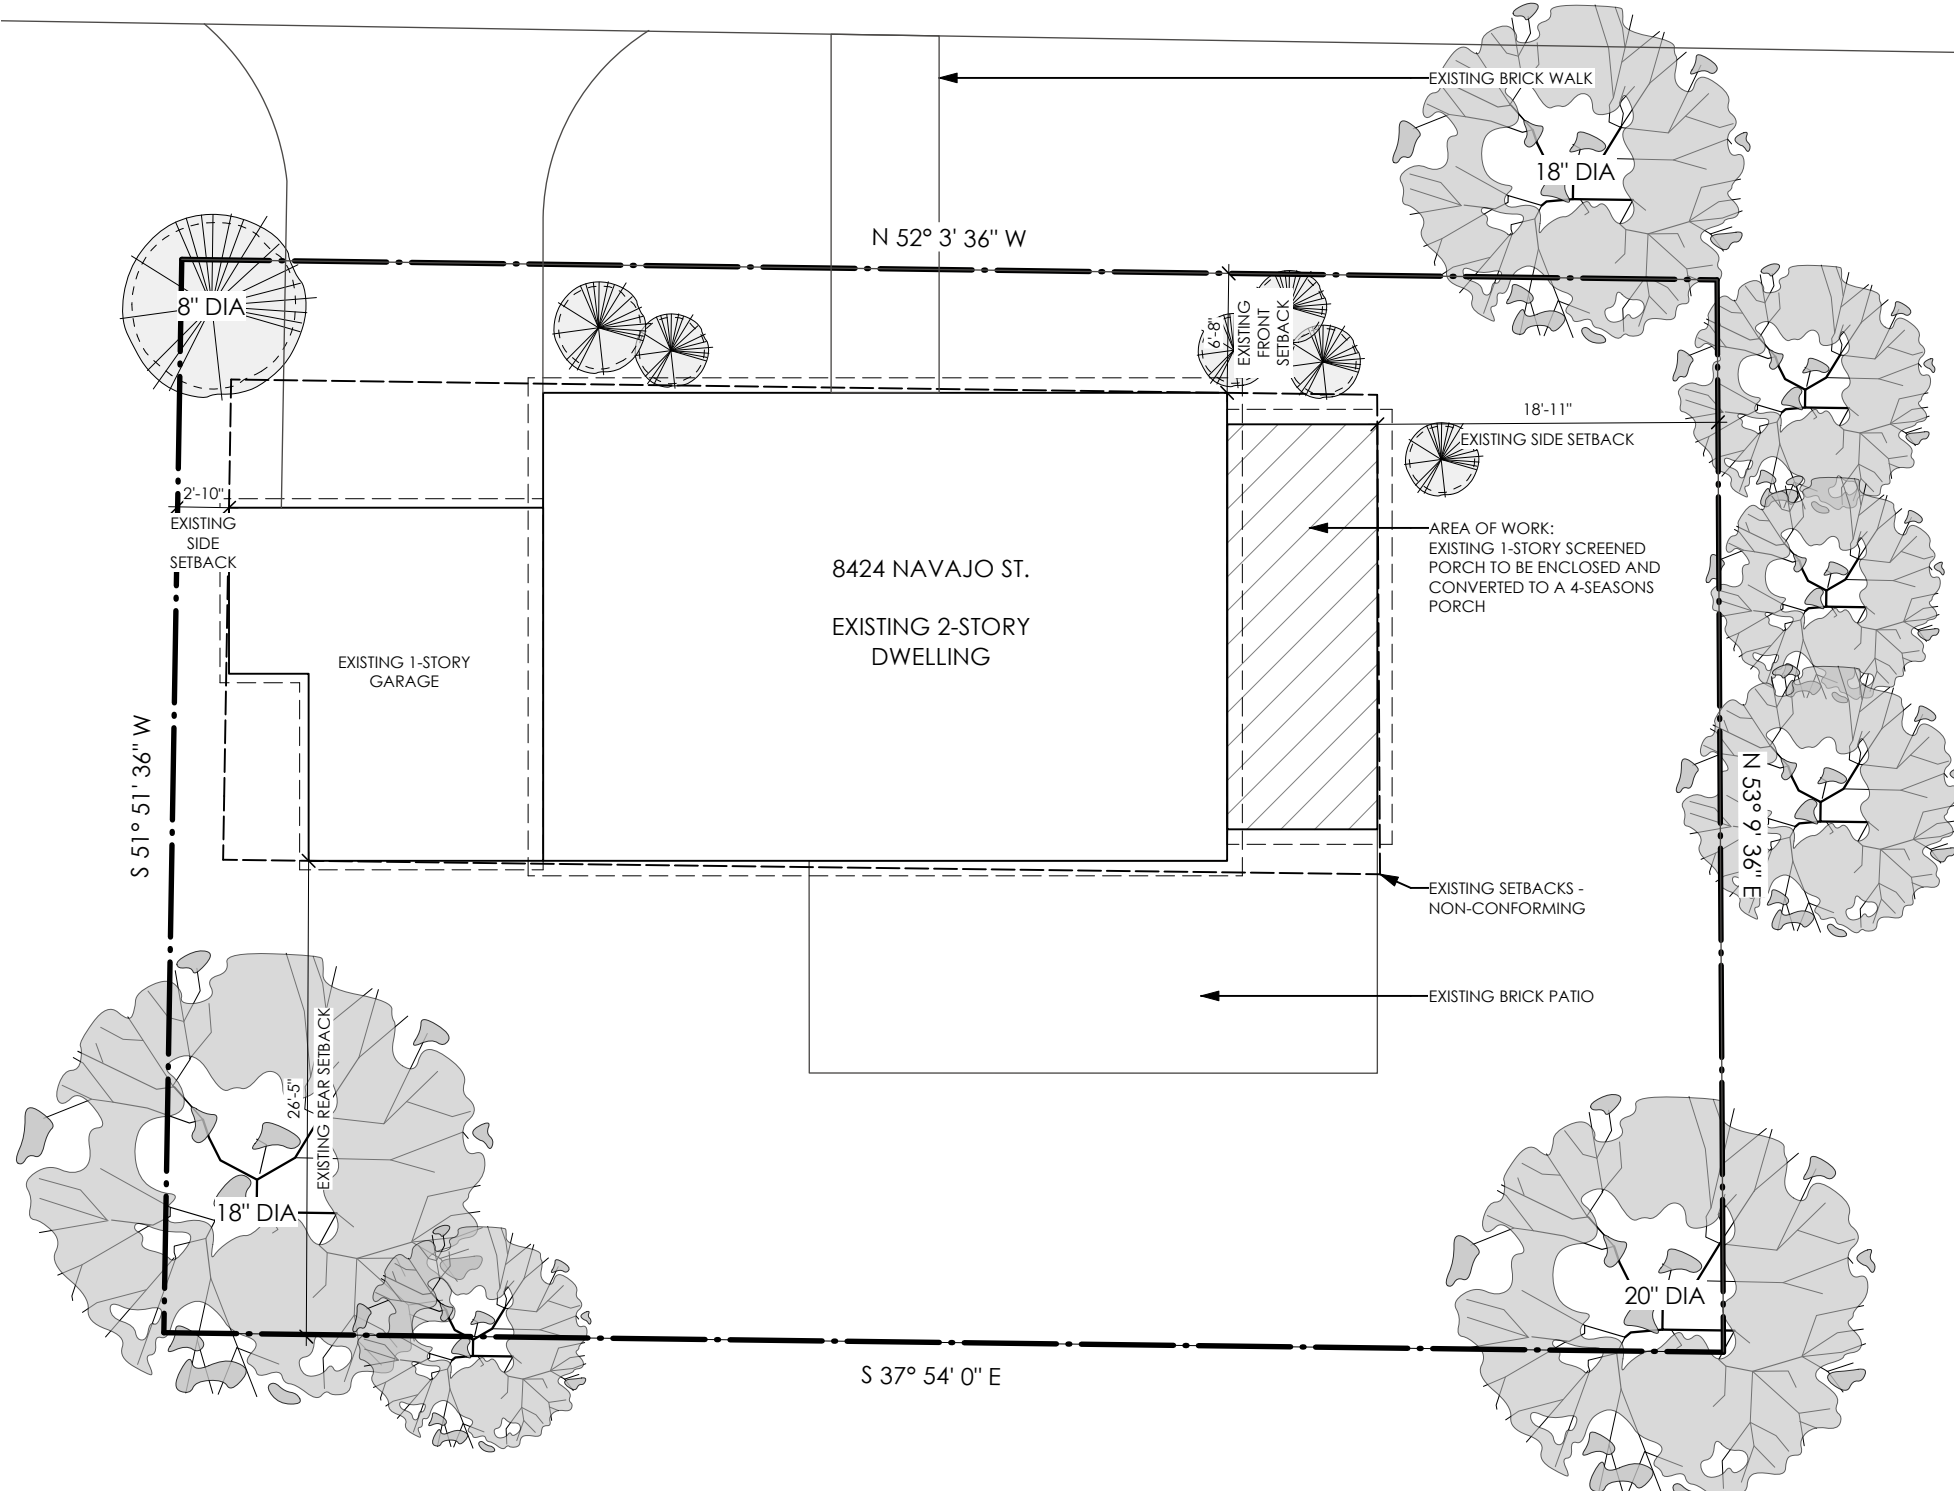 EXISTING BRICK WALK
18" DIA
N 52° 3' 36" W
8" DIA
6'-8"
EXISTING
FRONT
SETBACK
18'-11"
EXISTING SIDE SETBACK
2'-10"
EXISTING
SIDE
SETBACK
AREA OF WORK:
EXISTING 1-STORY SCREENED
PORCH TO BE ENCLOSED AND
CONVERTED TO A 4-SEASONS
PORCH
8424 NAVAJO ST.
EXISTING 2-STORY
DWELLING
EXISTING 1-STORY
GARAGE
S 51° 51' 36" W
N 53° 9' 36" E
EXISTING SETBACKS -
NON-CONFORMING
EXISTING BRICK PATIO
26'-5"
EXISTING REAR SETBACK
18" DIA
20" DIA
S 37° 54' 0" E